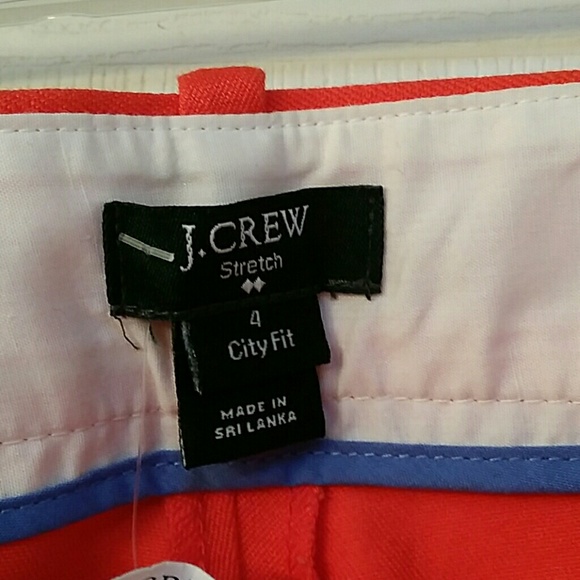 J.CREW
Stretch
4
City Fit
MADE IN
SRI LANKA